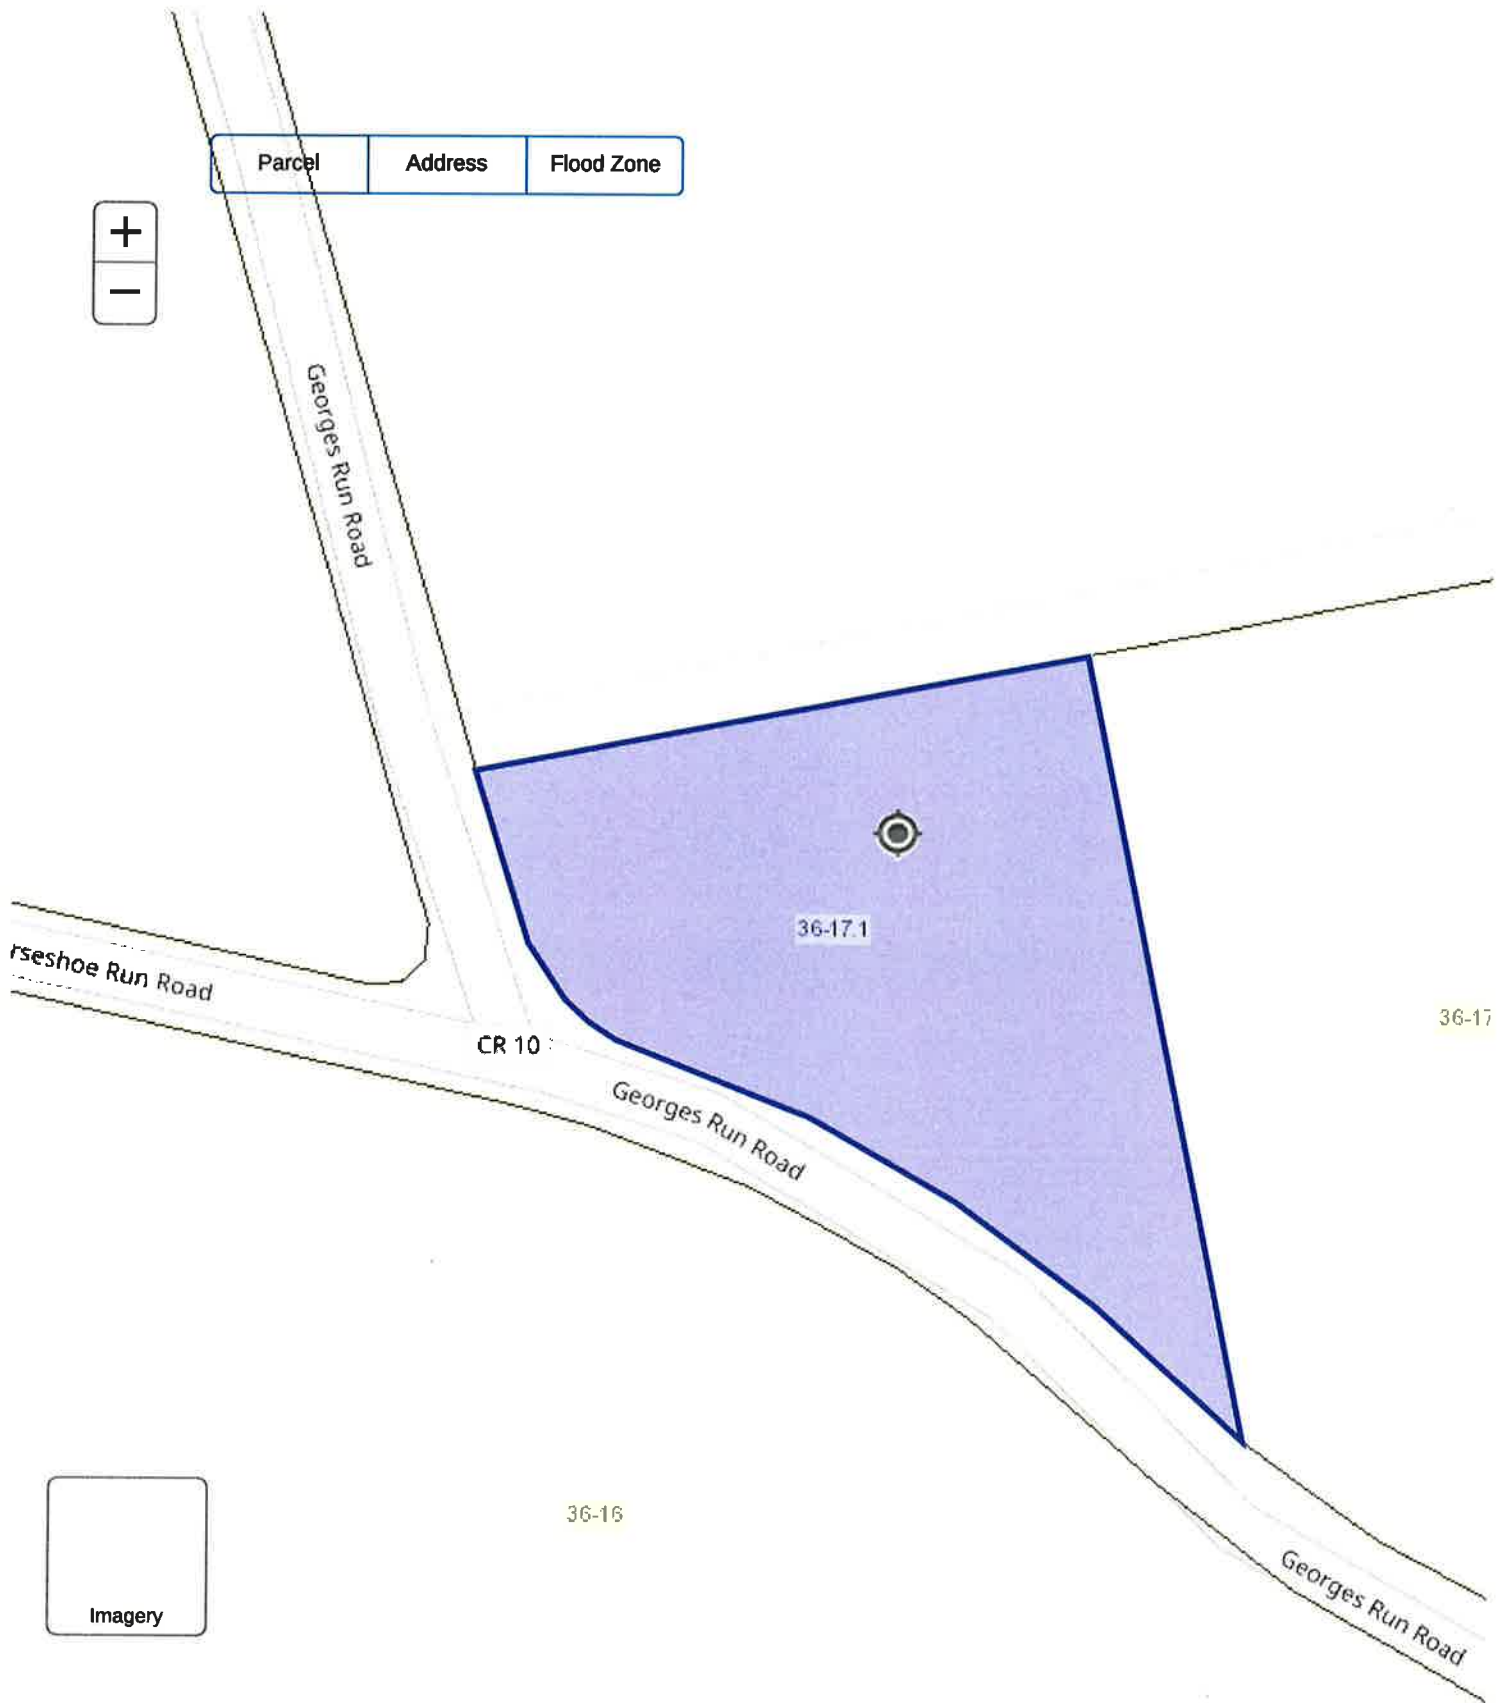 Parcel Address Flood Zone
+
−
Georges Run Road
36-17.1
rseshoe Run Road
36-17
CR 10
Georges Run Road
36-16
Georges Run Road
Imagery